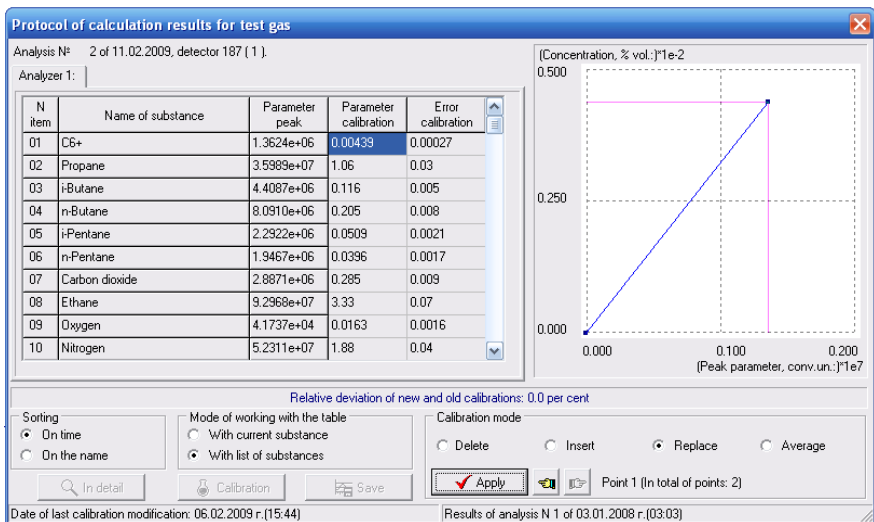 Protocol of calculation results for test gas
Analysis № 2 of 11.02.2009, detector 187 ( 1 ).
Analyzer 1:
N item Name of substance Parameter peak Parameter calibration Error calibration
01 C6+ 1.3624e+06 0.00439 0.00027
02 Propane 3.5989e+07 1.06 0.03
03 i-Butane 4.4087e+06 0.116 0.005
04 n-Butane 8.0910e+06 0.205 0.008
05 i-Pentane 2.2922e+06 0.0509 0.0021
06 n-Pentane 1.9467e+06 0.0396 0.0017
07 Carbon dioxide 2.8871e+06 0.285 0.009
08 Ethane 9.2968e+07 3.33 0.07
09 Oxygen 4.1737e+04 0.0163 0.0016
10 Nitrogen 5.2311e+07 1.88 0.04
(Concentration, % vol.:)*1e-2
0.500
0.250
0.000
0.000 0.100 0.200
(Peak parameter, conv.un.:)*1e7
Relative deviation of new and old calibrations: 0.0 per cent
Sorting
On time
On the name
Mode of working with the table
With current substance
With list of substances
Calibration mode
Delete Insert Replace Average
In detail Calibration Save
Apply Point 1 (In total of points: 2)
Date of last calibration modification: 06.02.2009 r.(15:44)
Results of analysis N 1 of 03.01.2008 r.(03:03)